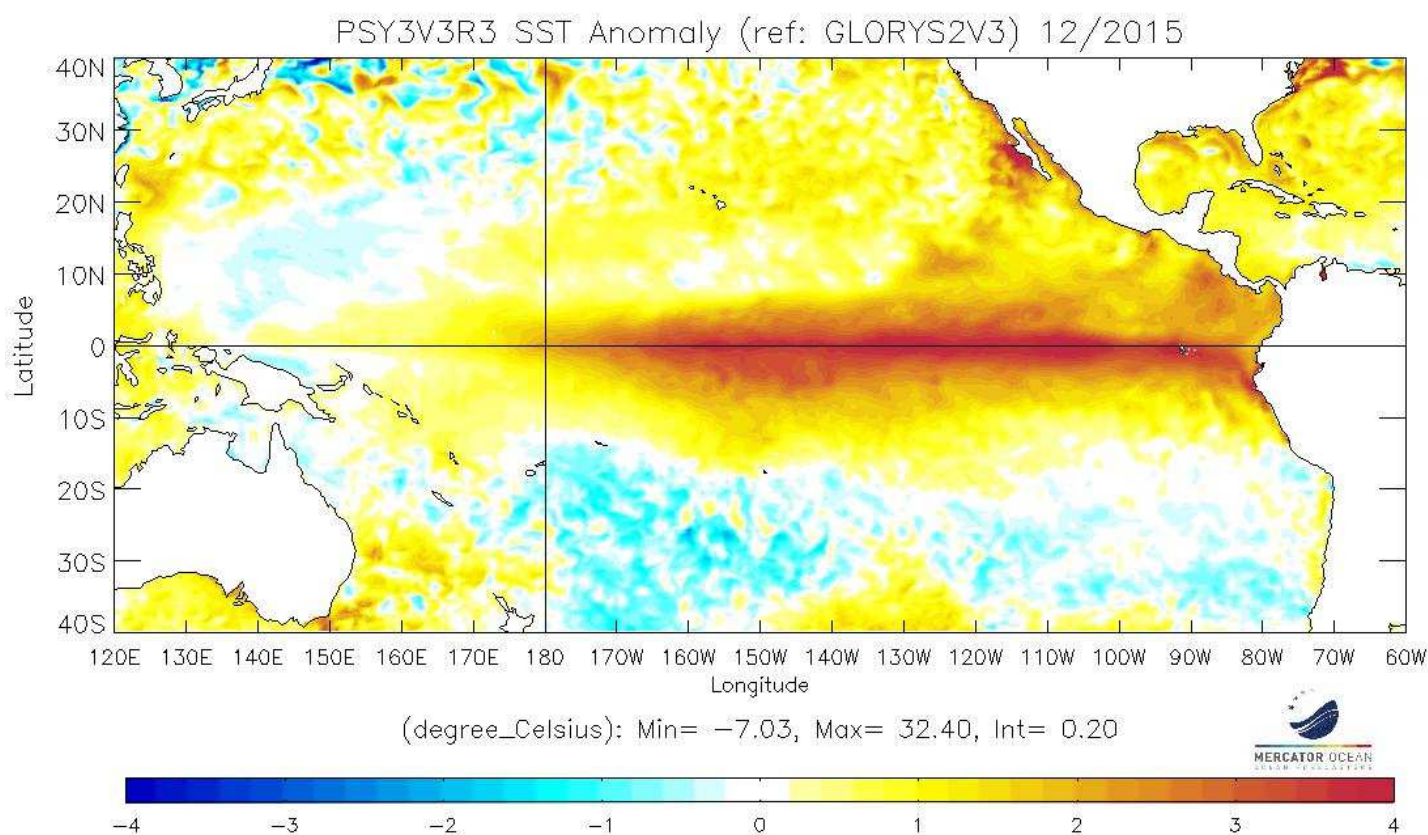 PSY3V3R3 SST Anomaly (ref: GLORYS2V3) 12/2015
40N
30N
20N
10N
0
10S
20S
30S
40S
Latitude
120E 130E 140E 150E 160E 170E 180 170W 160W 150W 140W 130W 120W 110W 100W 90W 80W 70W 60W
Longitude
(degree_Celsius): Min= −7.03, Max= 32.40, Int= 0.20
MERCATOR OCEAN
OCEAN FORECASTERS
−4 −3 −2 −1 0 1 2 3 4